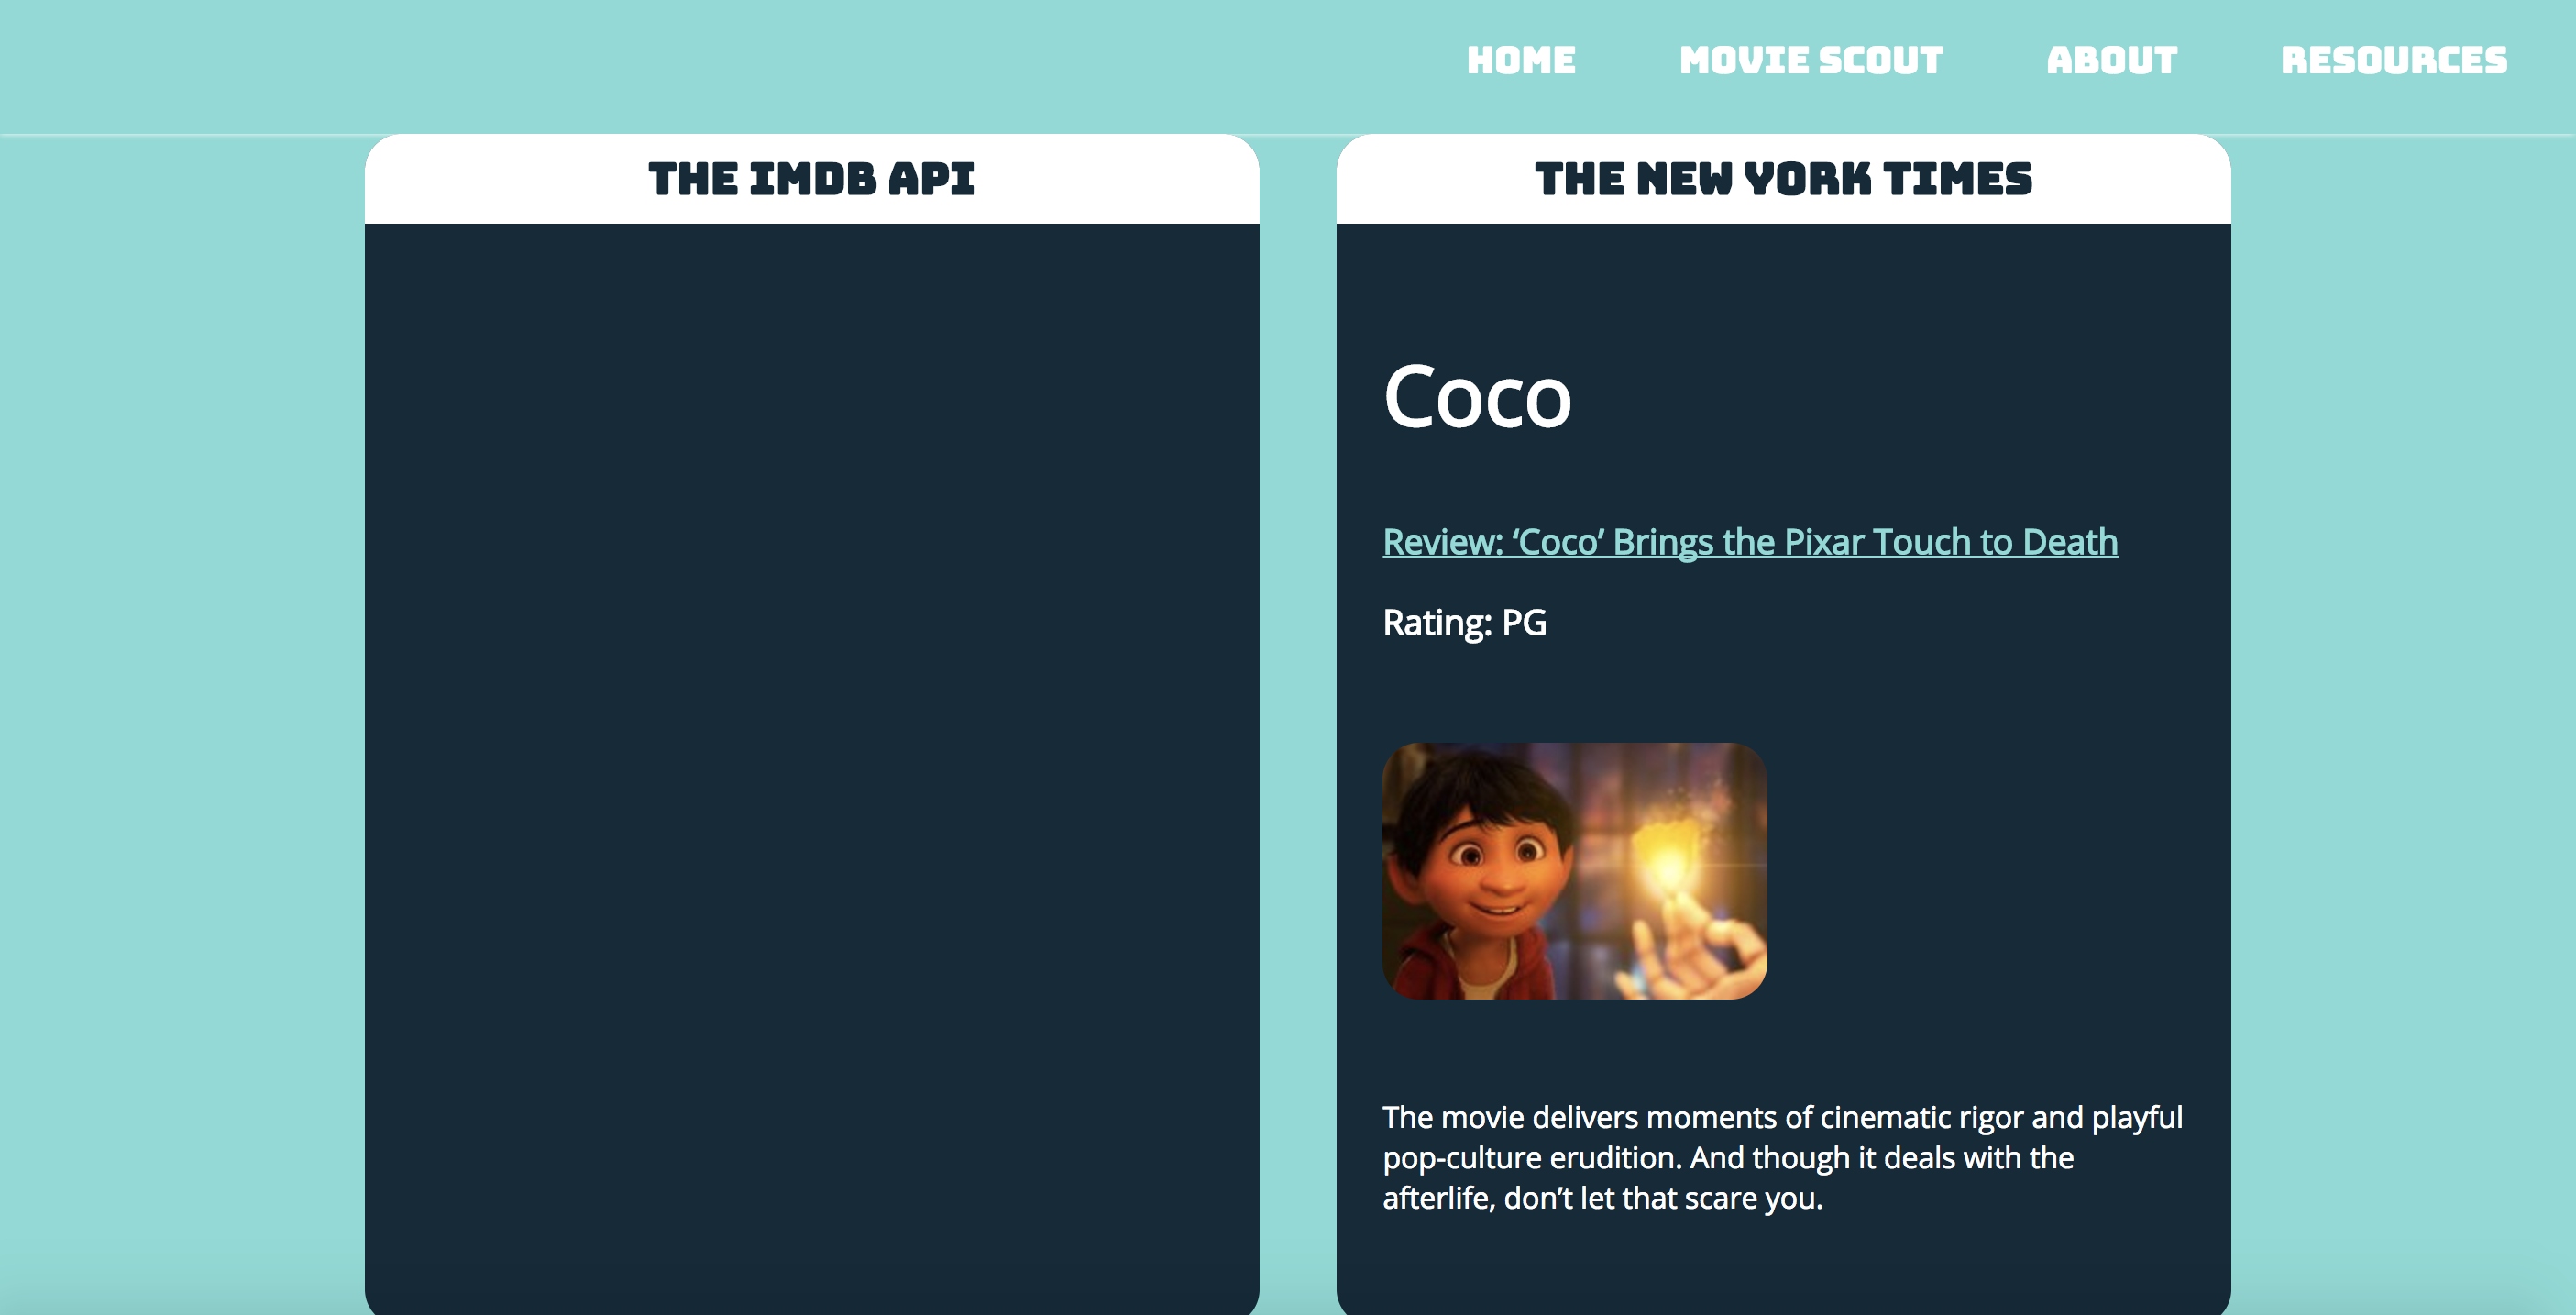 HOME MOVIE SCOUT ABOUT RESOURCES
THE IMDB API
THE NEW YORK TIMES
Coco
Review: ‘Coco’ Brings the Pixar Touch to Death
Rating: PG
The movie delivers moments of cinematic rigor and playful
pop-culture erudition. And though it deals with the
afterlife, don’t let that scare you.